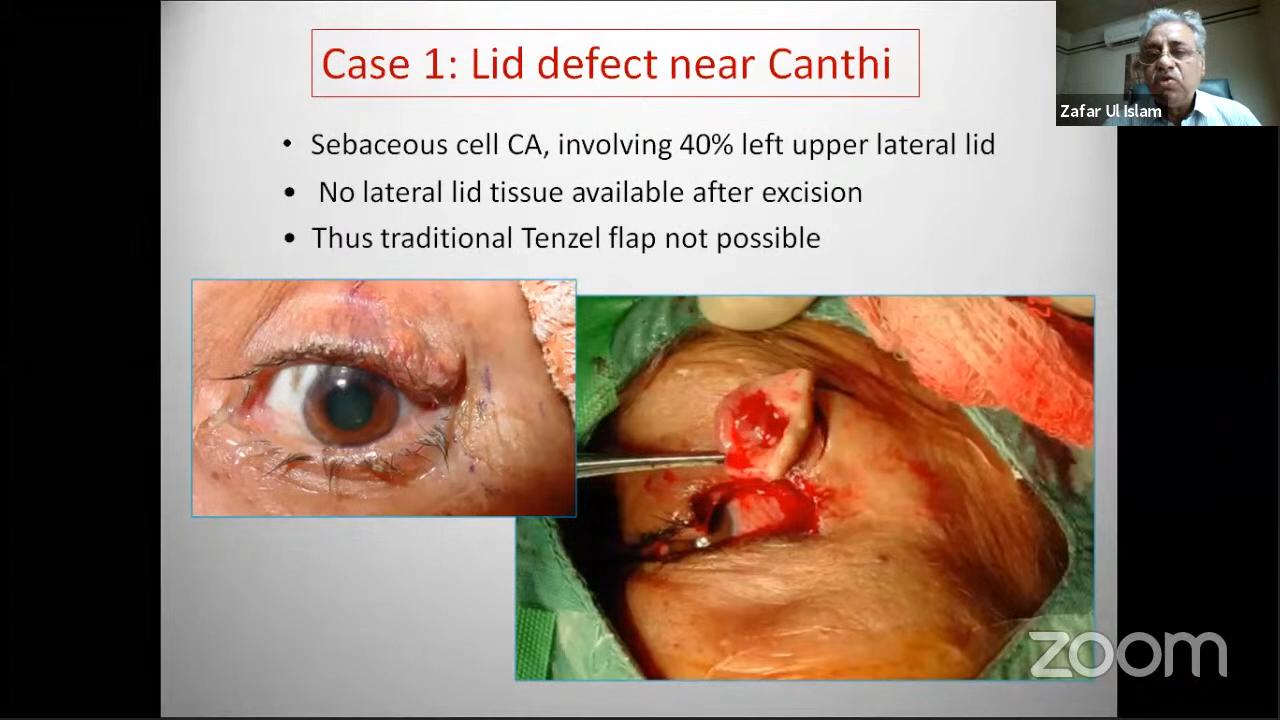 Case 1: Lid defect near Canthi
Zafar Ul Islam
• Sebaceous cell CA, involving 40% left upper lateral lid
• No lateral lid tissue available after excision
• Thus traditional Tenzel flap not possible
zoom